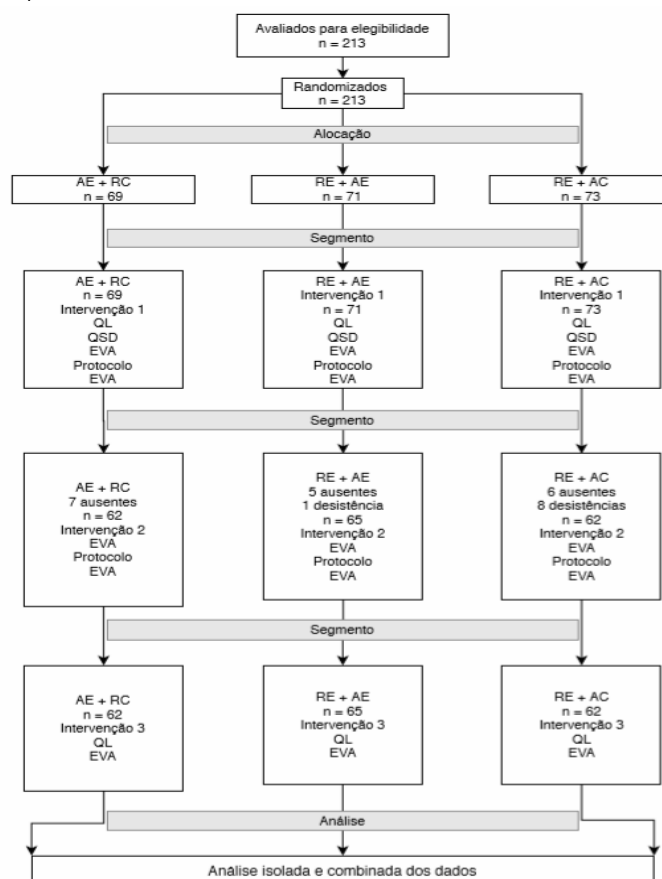 Avaliados para elegibilidade
n = 213
Randomizados
n = 213
Alocação
AE + RC
n = 69
RE + AE
n = 71
RE + AC
n = 73
Segmento
AE + RC
n = 69
Intervenção 1
QL
QSD
EVA
Protocolo
EVA
RE + AE
Intervenção 1
n = 71
QL
QSD
EVA
Protocolo
EVA
RE + AC
Intervenção 1
n = 73
QL
QSD
EVA
Protocolo
EVA
Segmento
AE + RC
7 ausentes
n = 62
Intervenção 2
EVA
Protocolo
EVA
RE + AE
5 ausentes
1 desistência
n = 65
Intervenção 2
EVA
Protocolo
EVA
RE + AC
6 ausentes
8 desistências
n = 62
Intervenção 2
EVA
Protocolo
EVA
Segmento
AE + RC
n = 62
Intervenção 3
QL
EVA
RE + AE
n = 65
Intervenção 3
QL
EVA
RE + AC
n = 62
Intervenção 3
QL
EVA
Análise
Análise isolada e combinada dos dados